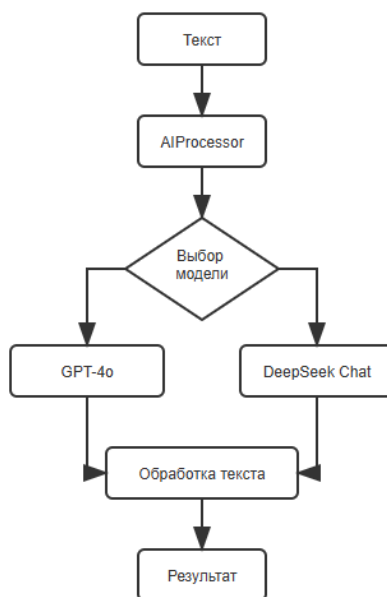 Текст
AIProcessor
Выбор
модели
GPT-4o
DeepSeek Chat
Обработка текста
Результат